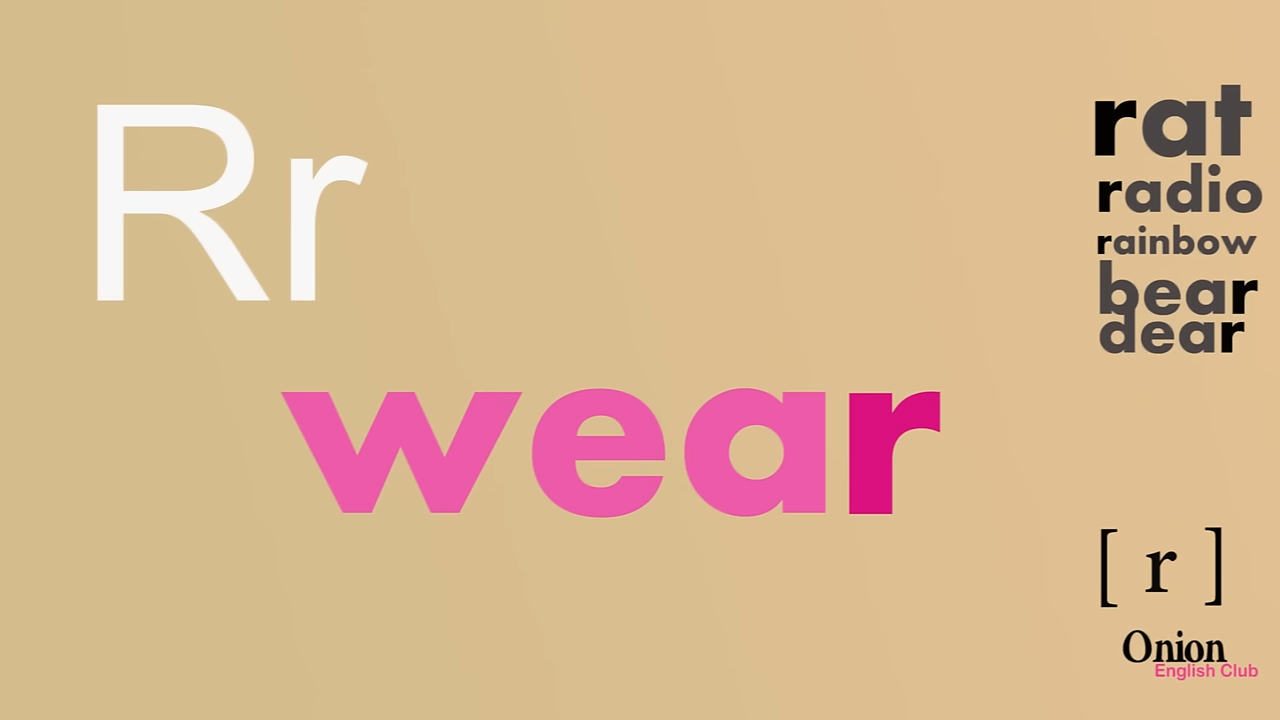 Rr
wear
rat
radio
rainbow
bear
dear
[ r ]
Onion
English Club